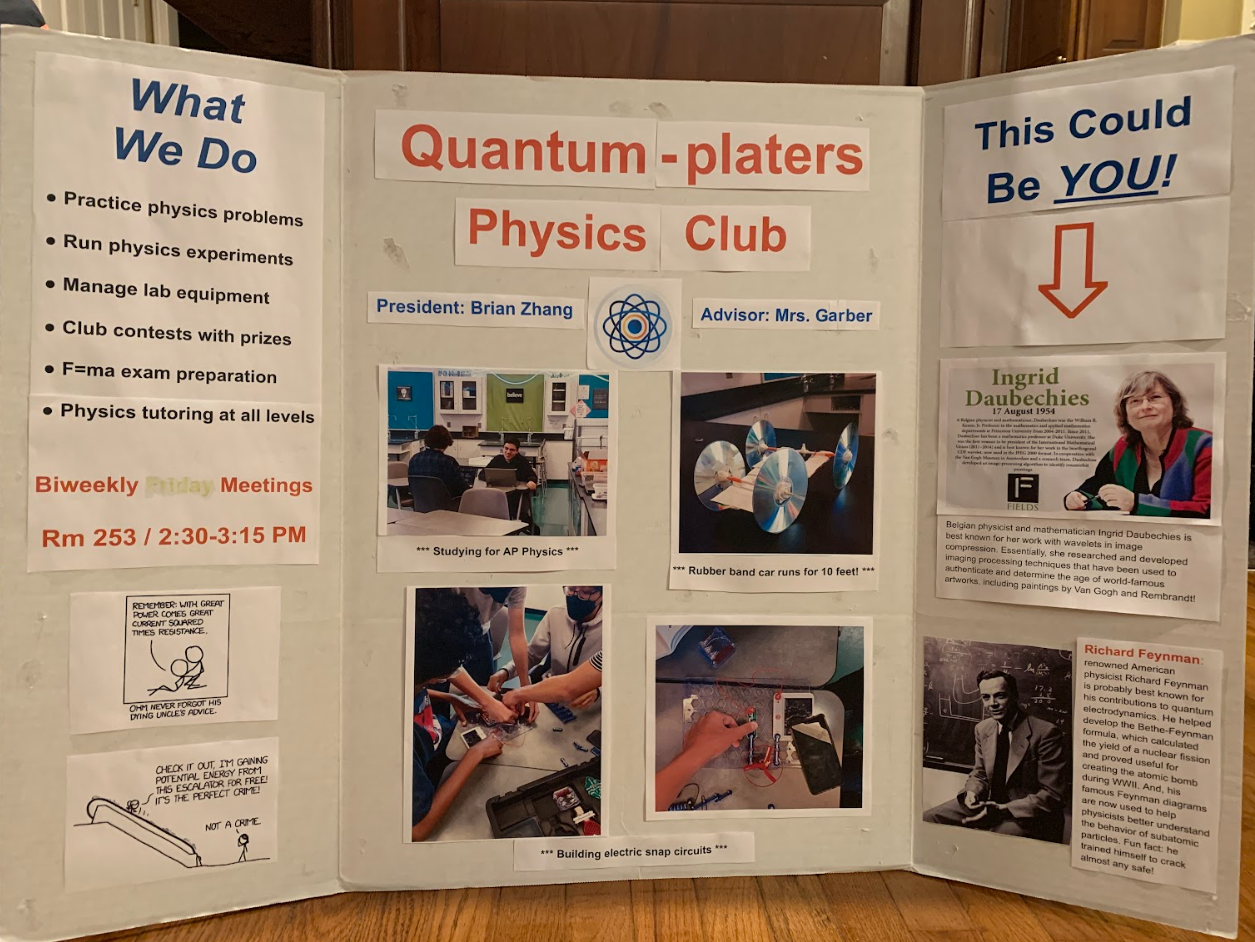 What
We Do
● Practice physics problems
● Run physics experiments
● Manage lab equipment
● Club contests with prizes
● F=ma exam preparation
● Physics tutoring at all levels
Biweekly Friday Meetings
Rm 253 / 2:30-3:15 PM
REMEMBER: WITH GREAT
POWER COMES GREAT
CURRENT SQUARED
TIMES RESISTANCE.
OHM NEVER FORGOT HIS
DYING UNCLE'S ADVICE.
CHECK IT OUT, I'M GAINING
POTENTIAL ENERGY FROM
THIS ESCALATOR FOR FREE!
IT'S THE PERFECT CRIME!
NOT A CRIME
Quantum-platers
Physics Club
President: Brian Zhang
Advisor: Mrs. Garber
believe
*** Studying for AP Physics ***
*** Rubber band car runs for 10 feet! ***
*** Building electric snap circuits ***
This Could
Be YOU!
Ingrid
Daubechies
17 August 1954
F
FIELDS
Belgian physicist and mathematician Ingrid Daubechies is
best known for her work with wavelets in image
compression. Essentially, she researched and developed
imaging processing techniques that have been used to
authenticate and determine the age of world-famous
artworks, including paintings by Van Gogh and Rembrandt!
Richard Feynman:
renowned American
physicist Richard Feynman
is probably best known for
his contributions to quantum
electrodynamics. He helped
develop the Bethe-Feynman
formula, which calculated
the yield of a nuclear fission
and proved useful for
creating the atomic bomb
during WWII. And, his
famous Feynman diagrams
are now used to help
physicists better understand
the behavior of subatomic
particles. Fun fact: he
trained himself to crack
almost any safe!